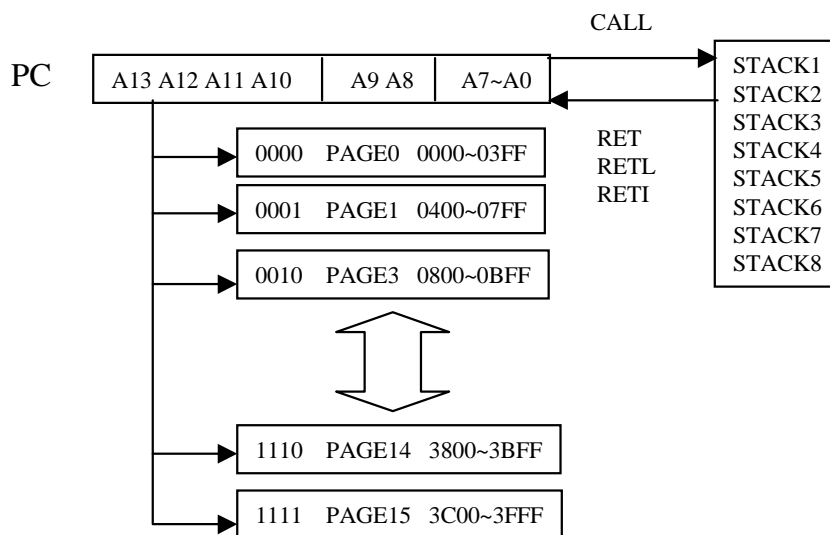 CALL
PC
A13 A12 A11 A10 A9 A8 A7~A0
STACK1
STACK2
STACK3
STACK4
STACK5
STACK6
STACK7
STACK8
RET
RETL
RETI
0000 PAGE0 0000~03FF
0001 PAGE1 0400~07FF
0010 PAGE3 0800~0BFF
1110 PAGE14 3800~3BFF
1111 PAGE15 3C00~3FFF